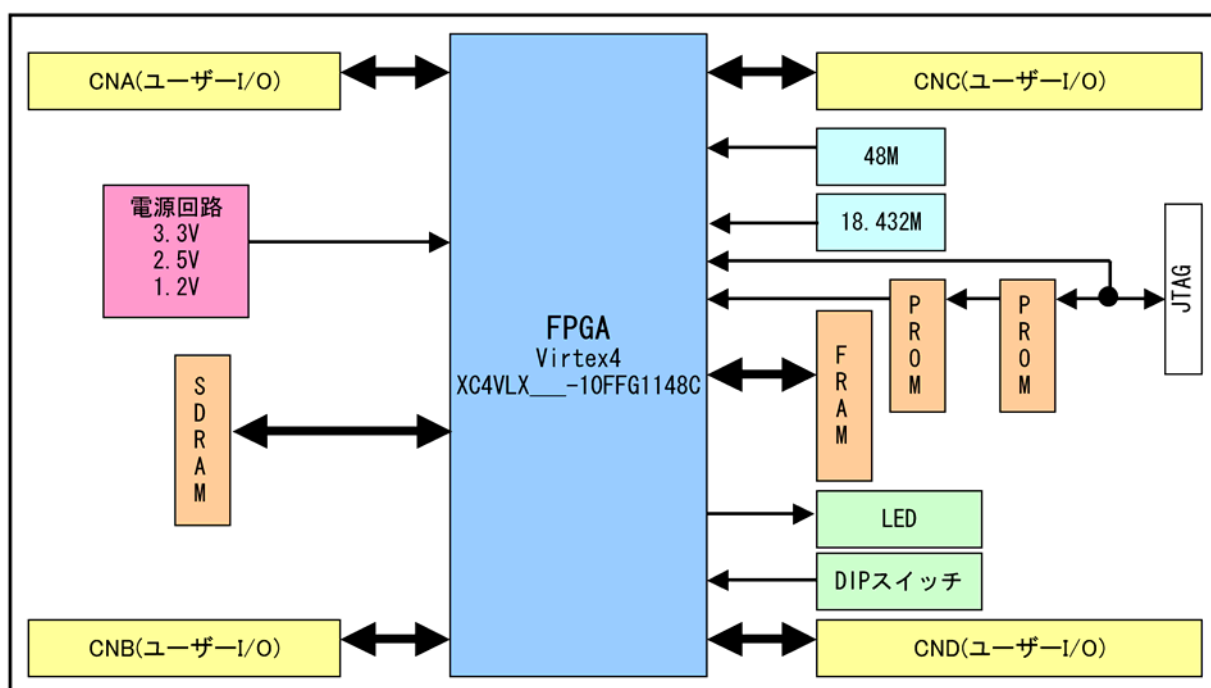 CNA(ユーザーI/O)
CNC(ユーザーI/O)
48M
電源回路
3.3V
2.5V
1.2V
18.432M
JTAG
PROM
PROM
FPGA
Virtex4
XC4VLX___-10FFG1148C
FRAM
SDRAM
LED
DIPスイッチ
CNB(ユーザーI/O)
CND(ユーザーI/O)